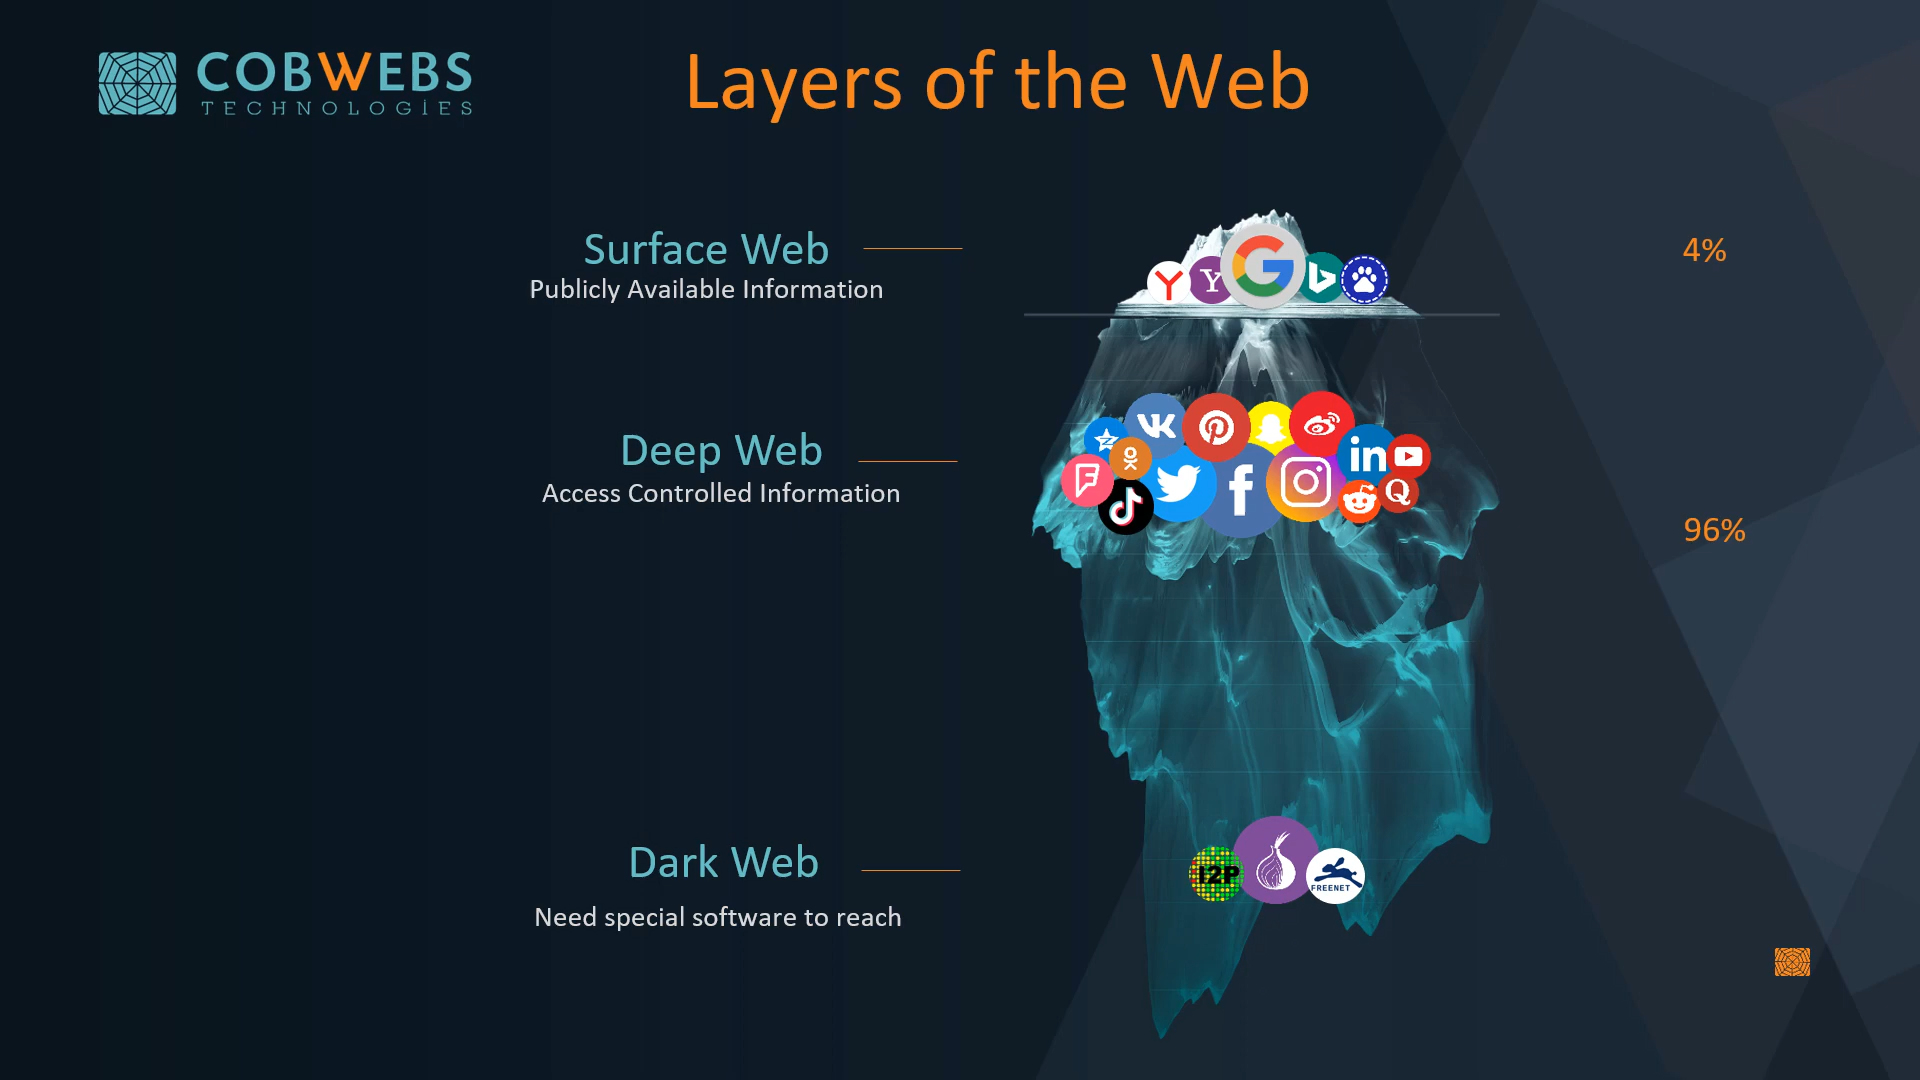 COBWEBS
TECHNOLOGIES
Layers of the Web
Surface Web
Publicly Available Information
4%
Deep Web
Access Controlled Information
96%
Dark Web
Need special software to reach
I2P
FREENET